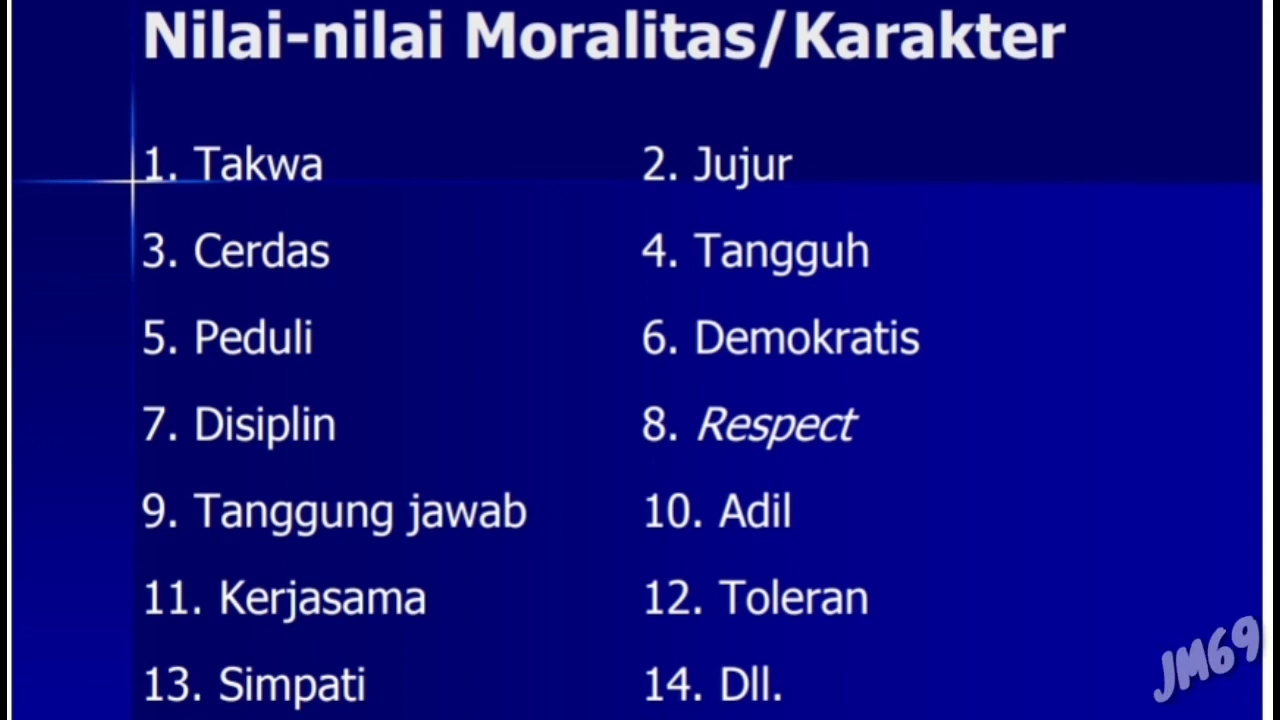 Nilai-nilai Moralitas/Karakter
1. Takwa 2. Jujur
3. Cerdas 4. Tangguh
5. Peduli 6. Demokratis
7. Disiplin 8. Respect
9. Tanggung jawab 10. Adil
11. Kerjasama 12. Toleran
13. Simpati 14. Dll.
JM69